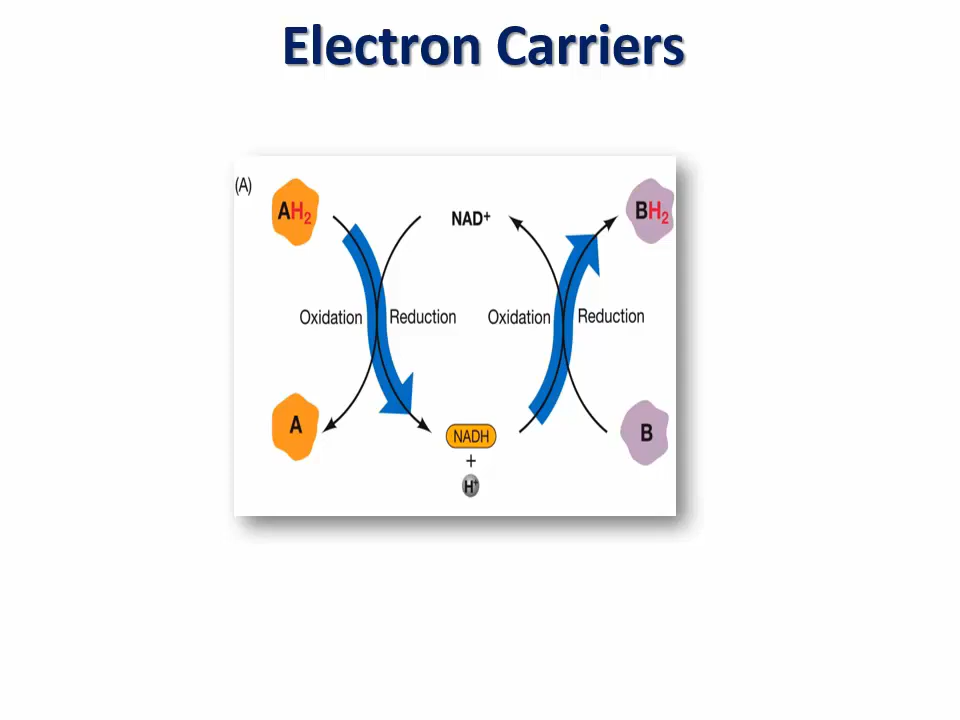 Electron Carriers
(A)
AH₂
NAD⁺
BH₂
Oxidation
Reduction
Oxidation
Reduction
A
NADH
B
+
H⁺